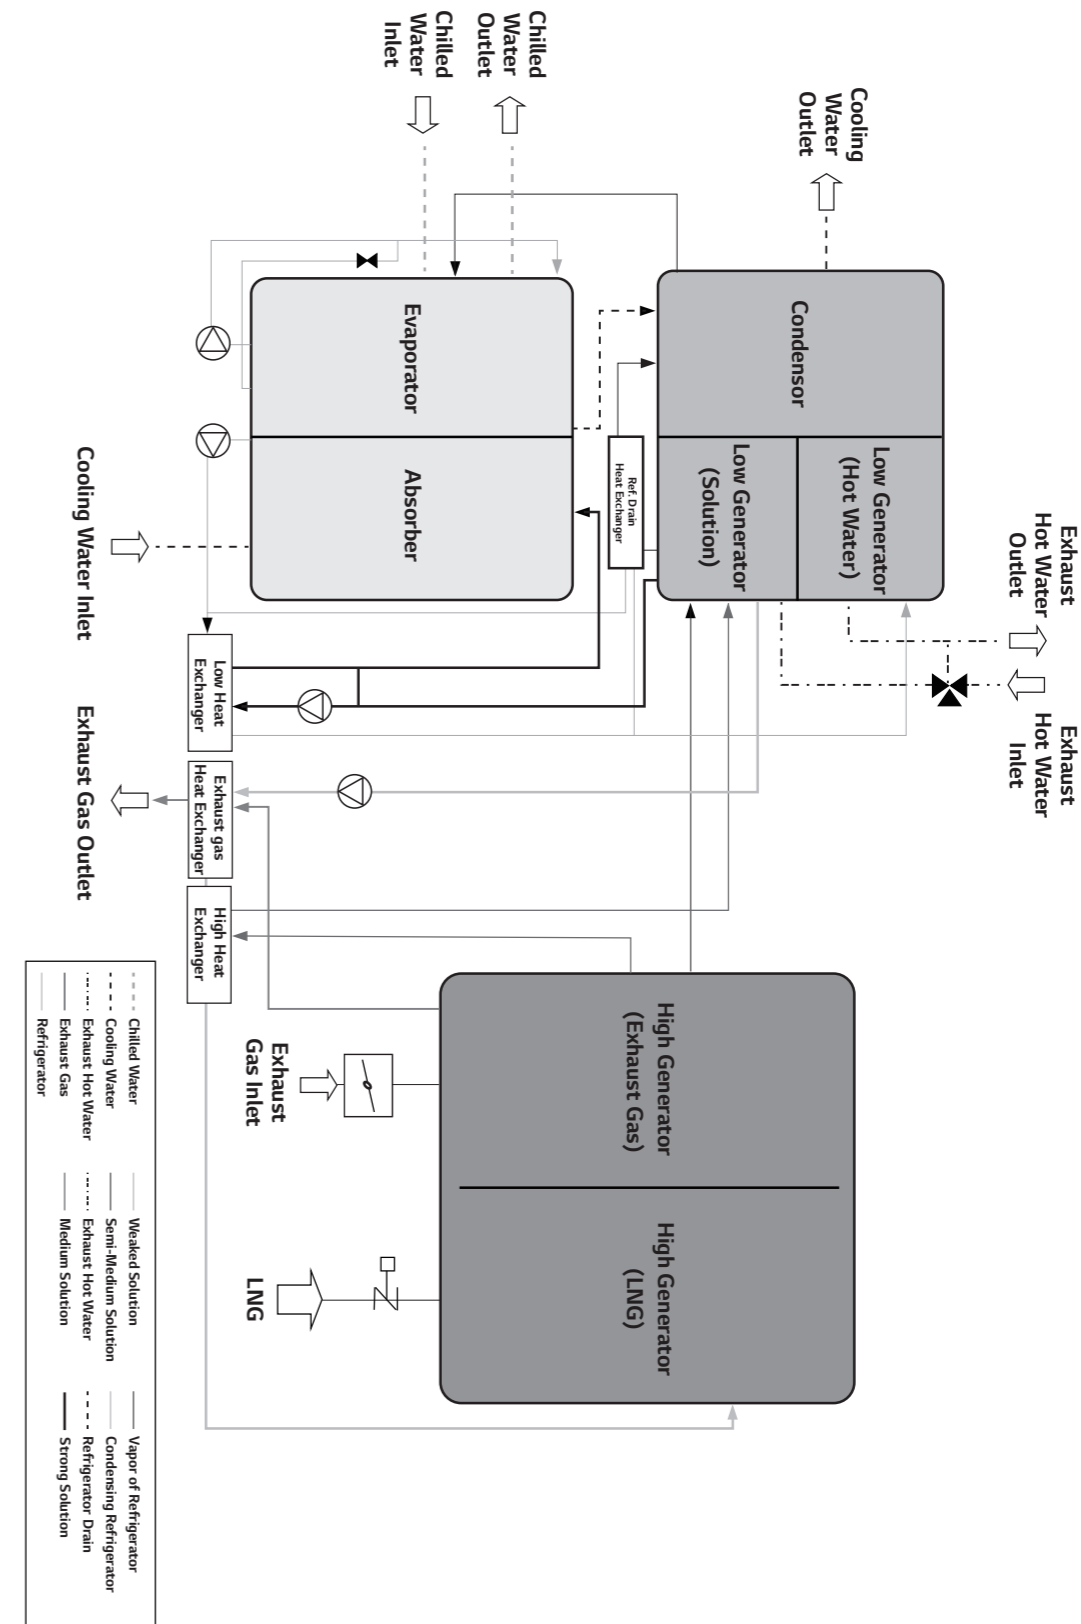 Exhaust
Hot Water
Outlet
Exhaust
Hot Water
Inlet
Cooling
Water
Outlet
Condensor
Low Generator
(Hot Water)
Low Generator
(Solution)
Ref. Drain
Heat Exchanger
High Generator
(Exhaust Gas)
High Generator
(LNG)
Chilled
Water
Outlet
Chilled
Water
Inlet
Evaporator
Absorber
Exhaust
Gas Inlet
LNG
Low Heat
Exchanger
Exhaust gas
Heat Exchanger
High Heat
Exchanger
Cooling Water Inlet
Exhaust Gas Outlet
Chilled Water
Cooling Water
Exhaust Hot Water
Exhaust Gas
Refrigerator
Weaked Solution
Semi-Medium Solution
Exhaust Hot Water
Medium Solution
Vapor of Refrigerator
Condensing Refrigerator
Refrigerator Drain
Strong Solution